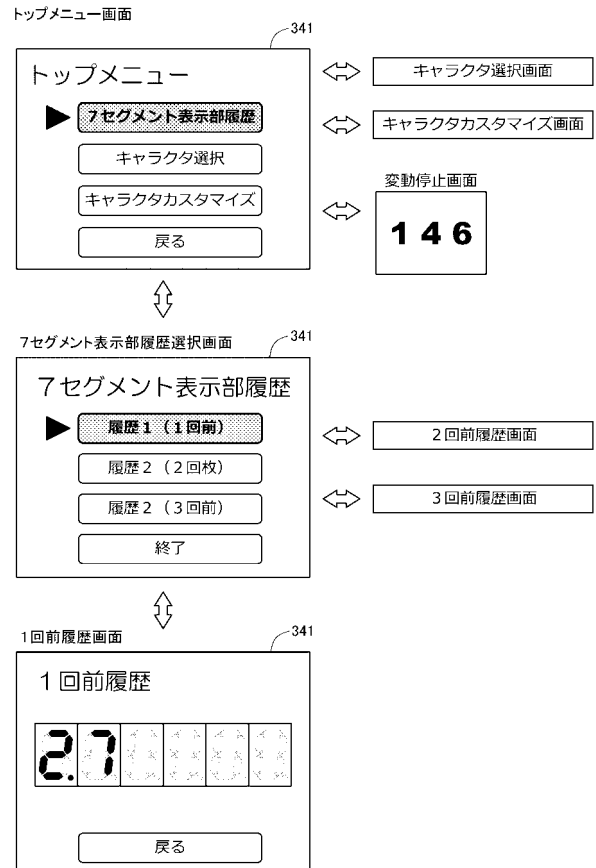 トップメニュー画面
341
トップメニュー
7セグメント表示部履歴
キャラクタ選択
キャラクタカスタマイズ
戻る
キャラクタ選択画面
キャラクタカスタマイズ画面
変動停止画面
146
7セグメント表示部履歴選択画面
341
7セグメント表示部履歴
履歴1（1回前）
履歴2（2回枚）
履歴2（3回前）
終了
2回前履歴画面
3回前履歴画面
1回前履歴画面
341
1回前履歴
2.7
戻る